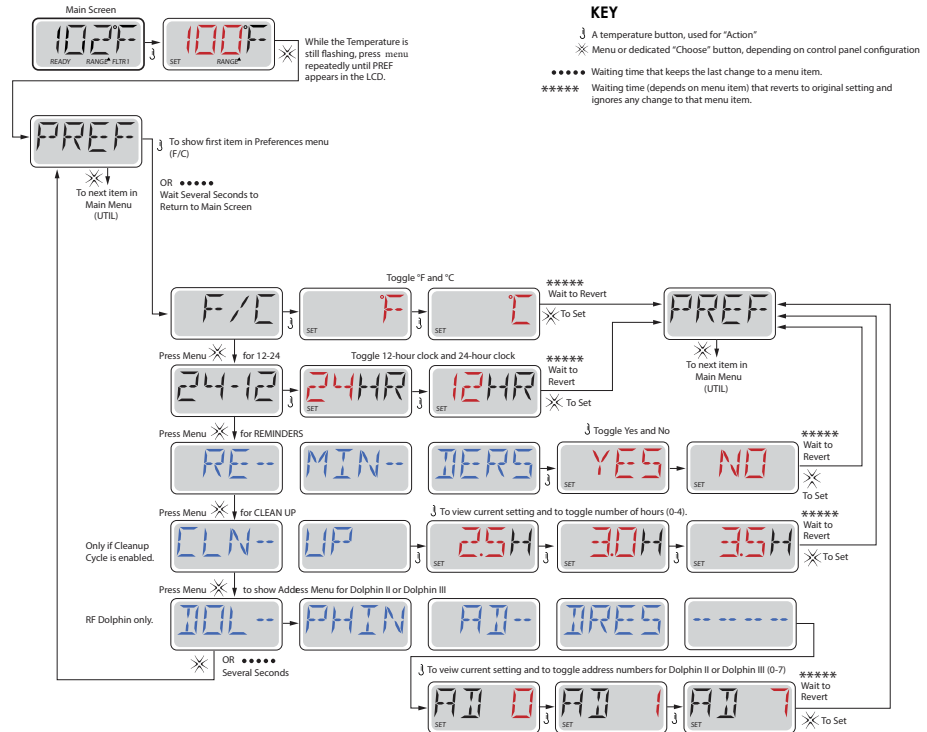 Main Screen
KEY
102°F
READY RANGE FLTR1
100°F
SET RANGE
While the Temperature is
still flashing, press menu
repeatedly until PREF
appears in the LCD.
A temperature button, used for "Action"
Menu or dedicated "Choose" button, depending on control panel configuration
••••• Waiting time that keeps the last change to a menu item.
***** Waiting time (depends on menu item) that reverts to original setting and
ignores any change to that menu item.
PREF
To show first item in Preferences menu
(F/C)
To next item in
Main Menu
(UTIL)
OR •••••
Wait Several Seconds to
Return to Main Screen
Toggle °F and °C
F/C
°F
SET
°C
SET
*****
Wait to Revert
To Set
PREF
To next item in
Main Menu
(UTIL)
Press Menu for 12-24
Toggle 12-hour clock and 24-hour clock
24-12
24HR
SET
12HR
SET
*****
Wait to
Revert
To Set
Press Menu for REMINDERS
Toggle Yes and No
RE-
MIN-
DERS
YES
SET
NO
SET
*****
Wait to
Revert
To Set
Press Menu for CLEAN UP
To view current setting and to toggle number of hours (0-4).
Only if Cleanup
Cycle is enabled.
CLN-
UP
2.5H
SET
3.0H
SET
3.5H
SET
*****
Wait to
Revert
To Set
Press Menu to show Address Menu for Dolphin II or Dolphin III
RF Dolphin only.
DOL-
PHIN
AD-
DRES
----
OR •••••
Several Seconds
To veiw current setting and to toggle address numbers for Dolphin II or Dolphin III (0-7)
AD 0
SET
AD 1
SET
AD 7
SET
*****
Wait to
Revert
To Set